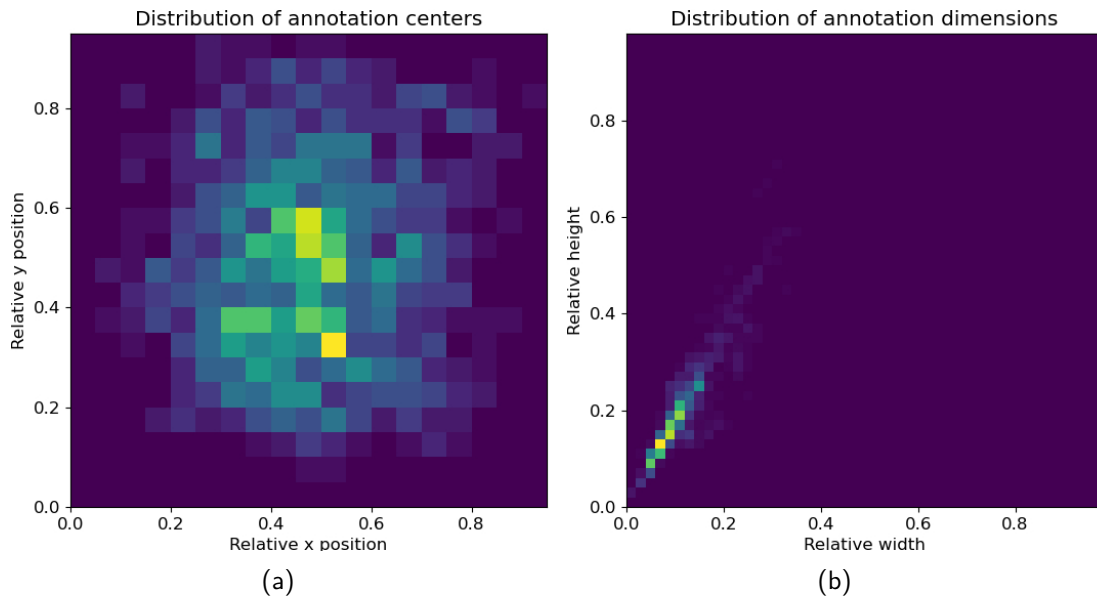 Distribution of annotation centers
Relative y position
0.8
0.6
0.4
0.2
0.0
0.0 0.2 0.4 0.6 0.8
Relative x position
(a)
Distribution of annotation dimensions
Relative height
0.8
0.6
0.4
0.2
0.0
0.0 0.2 0.4 0.6 0.8
Relative width
(b)